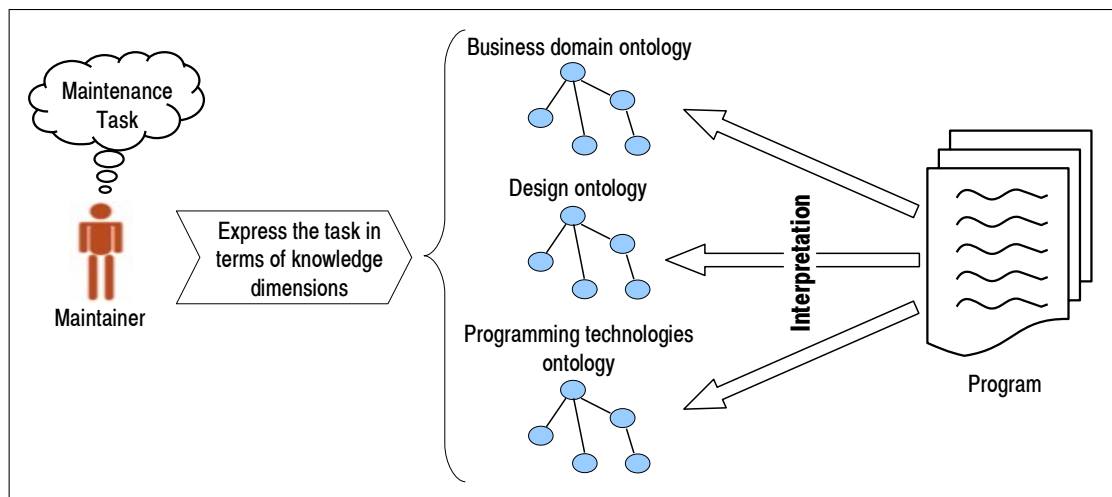 Maintenance
Task
Maintainer
Express the task in
terms of knowledge
dimensions
Business domain ontology
Design ontology
Programming technologies
ontology
Interpretation
Program